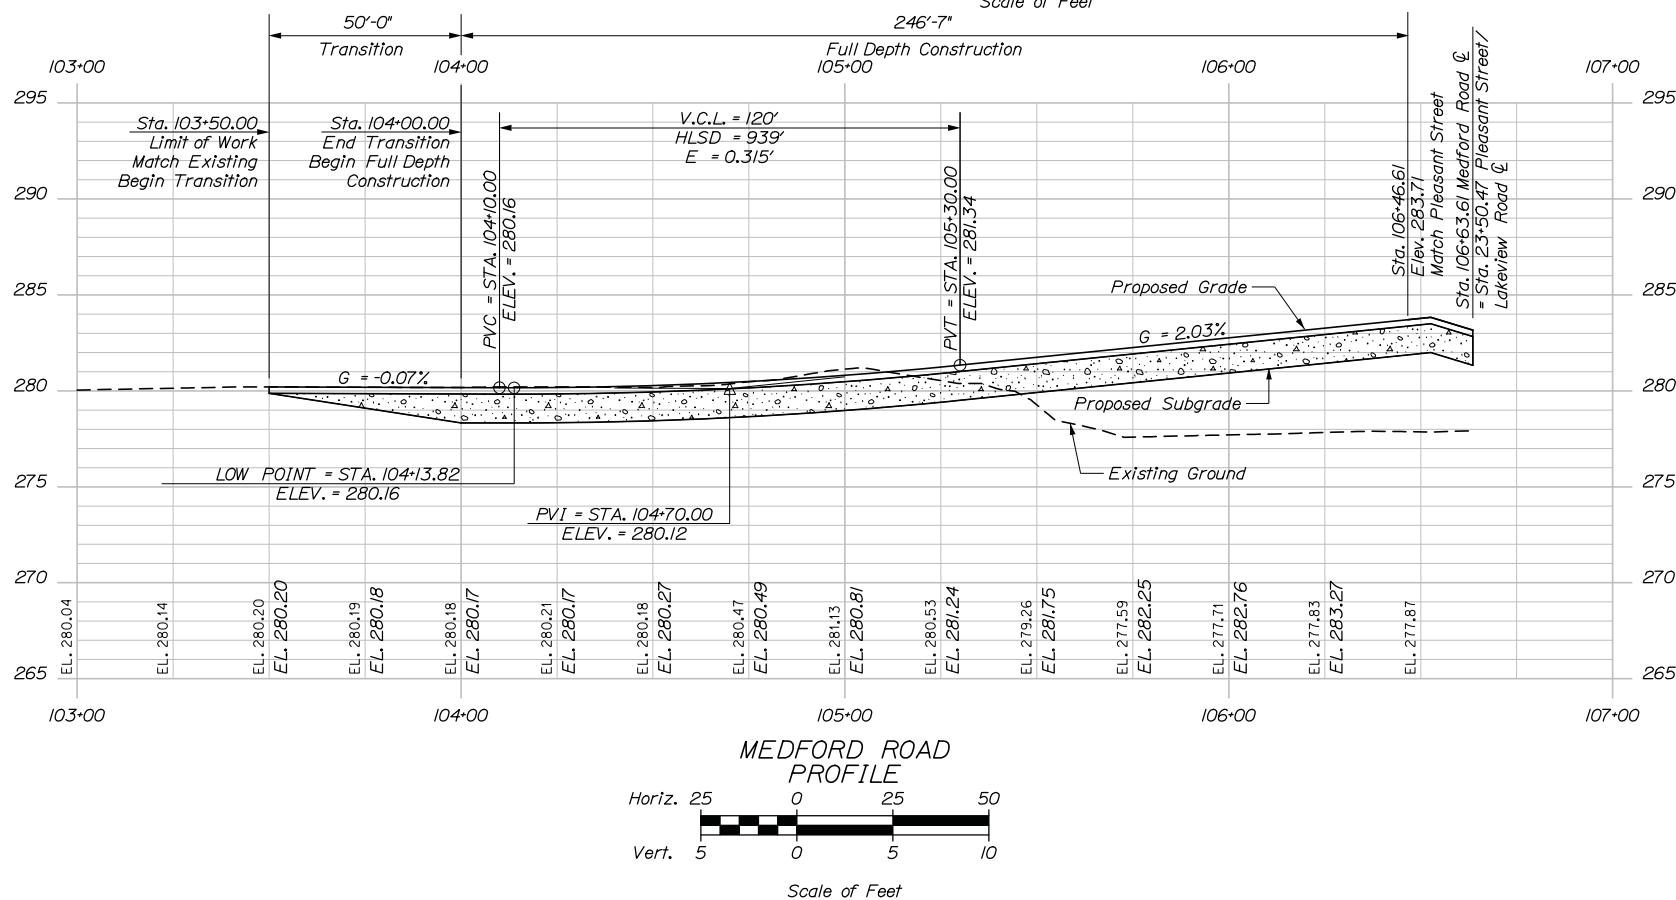 Scale of Feet
50'-0"
Transition
246'-7"
Full Depth Construction
103+00
104+00
105+00
106+00
107+00
295
295
290
290
285
285
280
280
275
275
270
270
265
265
Sta. 103+50.00
Limit of Work
Match Existing
Begin Transition
Sta. 104+00.00
End Transition
Begin Full Depth
Construction
V.C.L. = 120'
HLSD = 939'
E = 0.315'
PVC = STA. 104+10.00
ELEV. = 280.16
PVT = STA. 105+30.00
ELEV. = 281.34
Sta. 106+46.61
Elev. 283.71
Match Pleasant Street
Sta. 106+63.61 Medford Road ℄
= Sta. 23+50.47 Pleasant Street/
Lakeview Road ℄
Proposed Grade
G = 2.03%
G = -0.07%
Proposed Subgrade
Existing Ground
LOW POINT = STA. 104+13.82
ELEV. = 280.16
PVI = STA. 104+70.00
ELEV. = 280.12
EL. 280.04
EL. 280.14
EL. 280.20
EL. 280.20
EL. 280.19
EL. 280.18
EL. 280.18
EL. 280.17
EL. 280.21
EL. 280.17
EL. 280.18
EL. 280.27
EL. 280.47
EL. 280.49
EL. 281.13
EL. 280.81
EL. 280.53
EL. 281.24
EL. 279.26
EL. 281.75
EL. 277.59
EL. 282.25
EL. 277.71
EL. 282.76
EL. 277.83
EL. 283.27
EL. 277.87
103+00
104+00
105+00
106+00
107+00
MEDFORD ROAD
PROFILE
Horiz. 25 0 25 50
Vert. 5 0 5 10
Scale of Feet